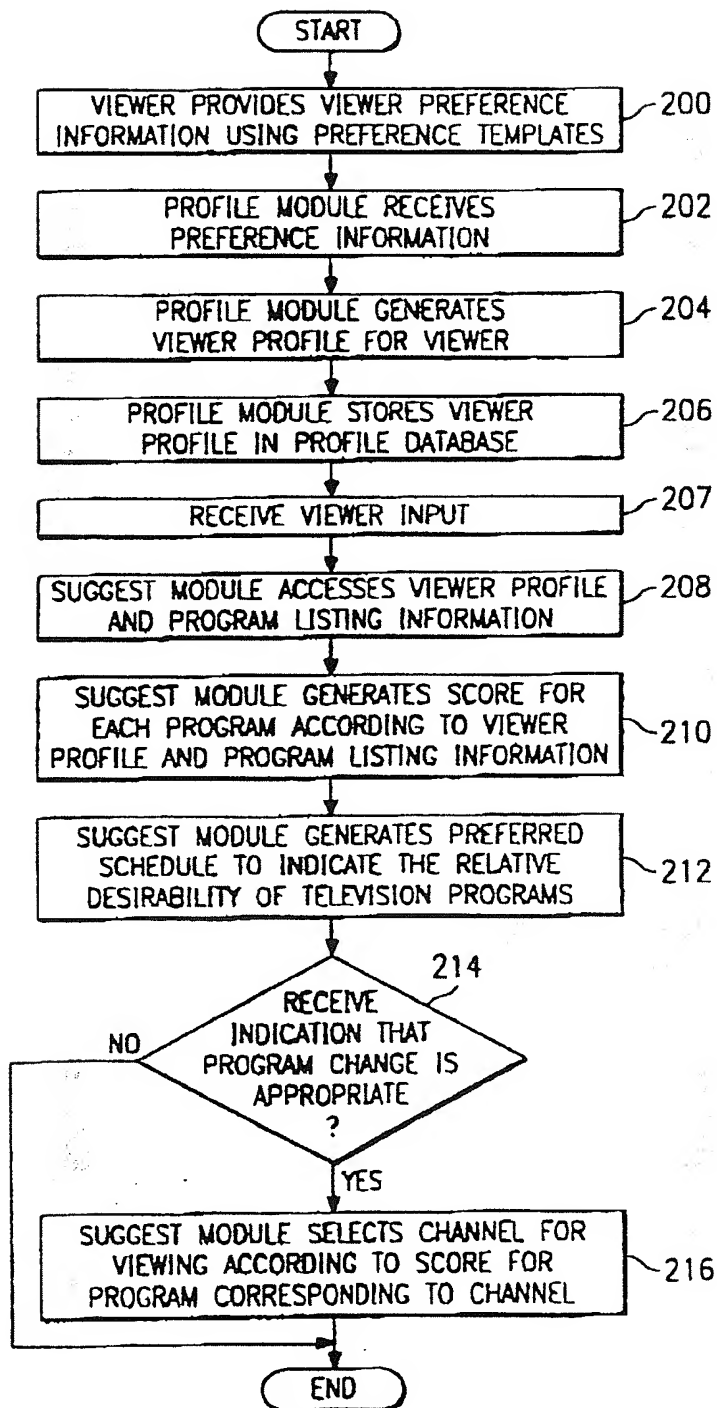 START
VIEWER PROVIDES VIEWER PREFERENCE
INFORMATION USING PREFERENCE TEMPLATES
200
PROFILE MODULE RECEIVES
PREFERENCE INFORMATION
202
PROFILE MODULE GENERATES
VIEWER PROFILE FOR VIEWER
204
PROFILE MODULE STORES VIEWER
PROFILE IN PROFILE DATABASE
206
RECEIVE VIEWER INPUT
207
SUGGEST MODULE ACCESSES VIEWER PROFILE
AND PROGRAM LISTING INFORMATION
208
SUGGEST MODULE GENERATES SCORE FOR
EACH PROGRAM ACCORDING TO VIEWER
PROFILE AND PROGRAM LISTING INFORMATION
210
SUGGEST MODULE GENERATES PREFERRED
SCHEDULE TO INDICATE THE RELATIVE
DESIRABILITY OF TELEVISION PROGRAMS
212
214
RECEIVE
INDICATION THAT
PROGRAM CHANGE IS
APPROPRIATE
?
NO
YES
SUGGEST MODULE SELECTS CHANNEL FOR
VIEWING ACCORDING TO SCORE FOR
PROGRAM CORRESPONDING TO CHANNEL
216
END